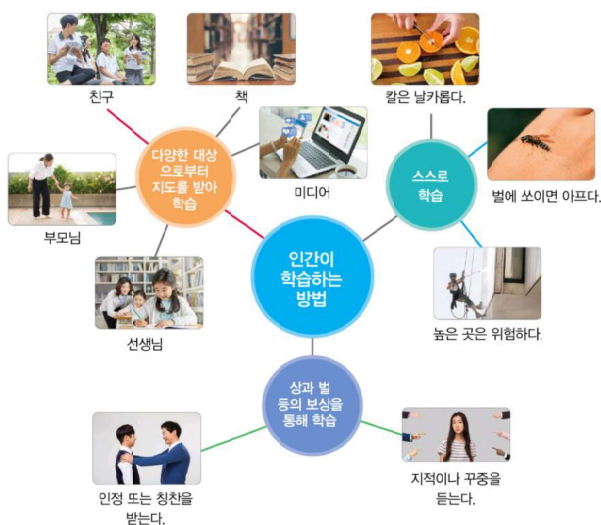 친구
책
칼은 날카롭다.
다양한 대상
으로부터
지도를 받아
학습
미디어
스스로
학습
벌에 쏘이면 아프다.
부모님
인간이
학습하는
방법
선생님
높은 곳은 위험하다.
상과 벌
등의 보상을
통해 학습
인정 또는 칭찬을
받는다.
지적이나 꾸중을
듣는다.